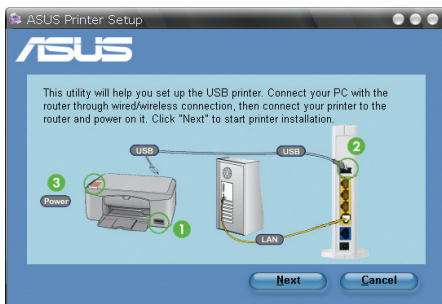 ASUS Printer Setup
ASUS
This utility will help you set up the USB printer. Connect your PC with the
router through wired/wireless connection, then connect your printer to the
router and power on it. Click "Next" to start printer installation.
USB USB 2
3
Power
1
LAN
Next Cancel